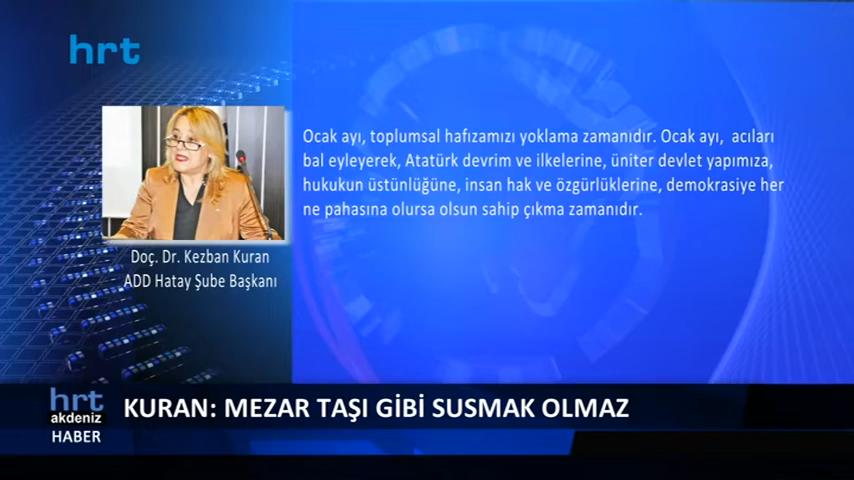 hrt
Ocak ayı, toplumsal hafızamızı yoklama zamanıdır. Ocak ayı, acıları
bal eyleyerek, Atatürk devrim ve ilkelerine, üniter devlet yapımıza,
hukukun üstünlüğüne, insan hak ve özgürlüklerine, demokrasiye her
ne pahasına olursa olsun sahip çıkma zamanıdır.
Doç. Dr. Kezban Kuran
ADD Hatay Şube Başkanı
hrt
akdeniz
HABER
KURAN: MEZAR TAŞI GİBİ SUSMAK OLMAZ